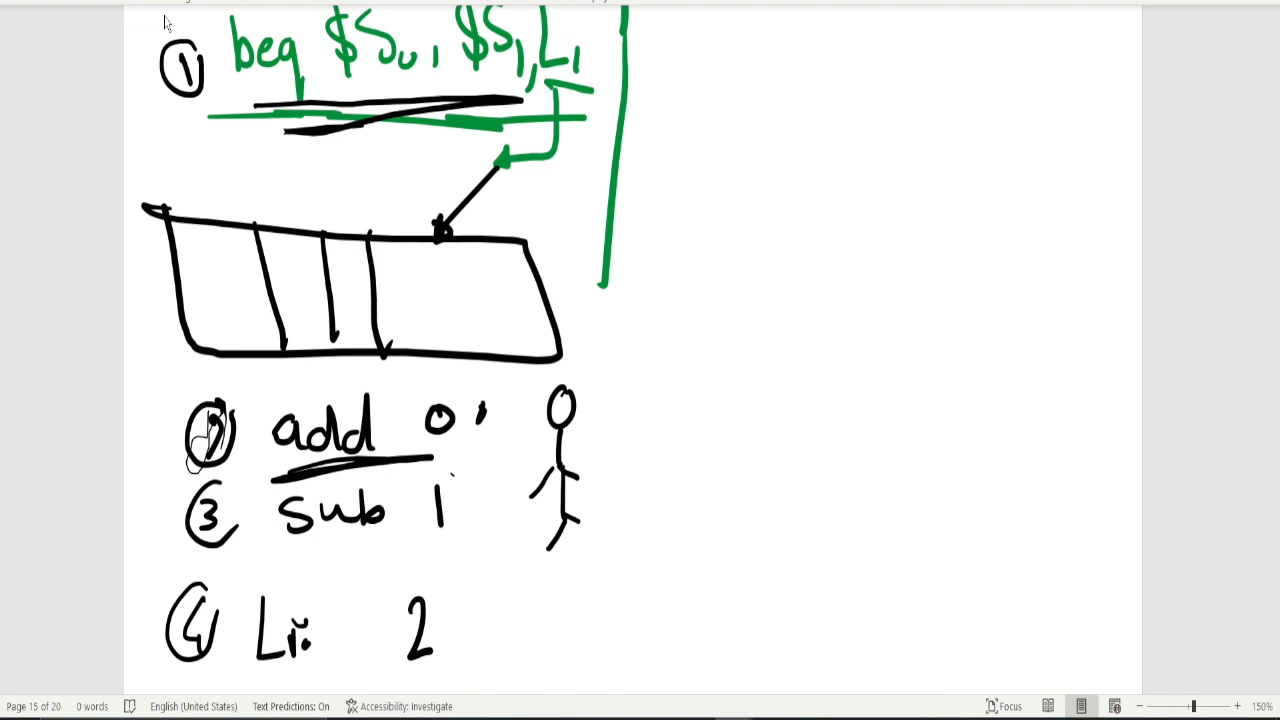 ① beq $S0, $S1, L1
② add 0
③ sub 1
④ L1: 2
Page 15 of 20 0 words English (United States) Text Predictions: On Accessibility: Investigate Focus 150%